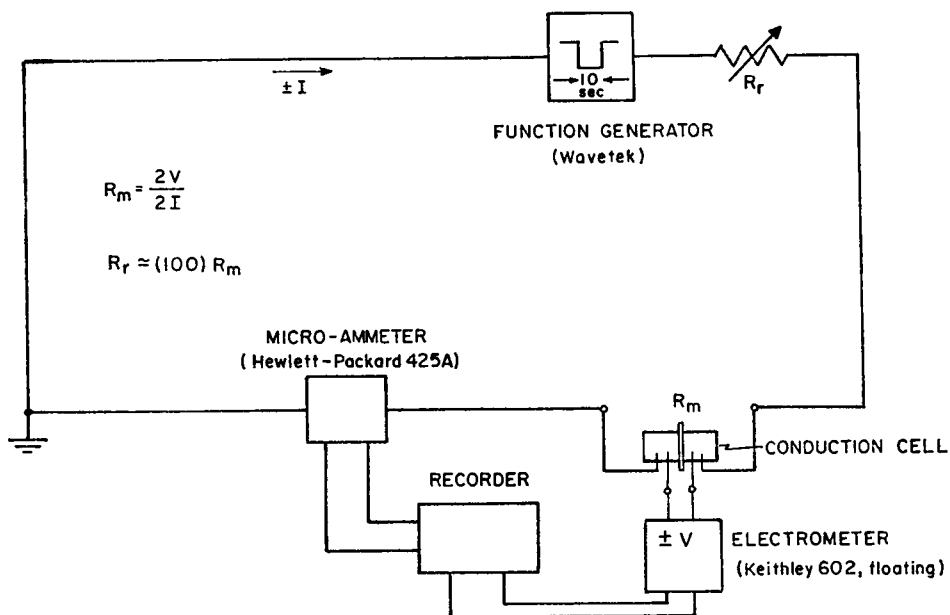 ± I
10
sec
R_r
FUNCTION GENERATOR
(Wavetek)
R_m = 2V / 2I
R_r ≃ (100) R_m
MICRO-AMMETER
(Hewlett-Packard 425A)
R_m
CONDUCTION CELL
RECORDER
± V
ELECTROMETER
(Keithley 602, floating)